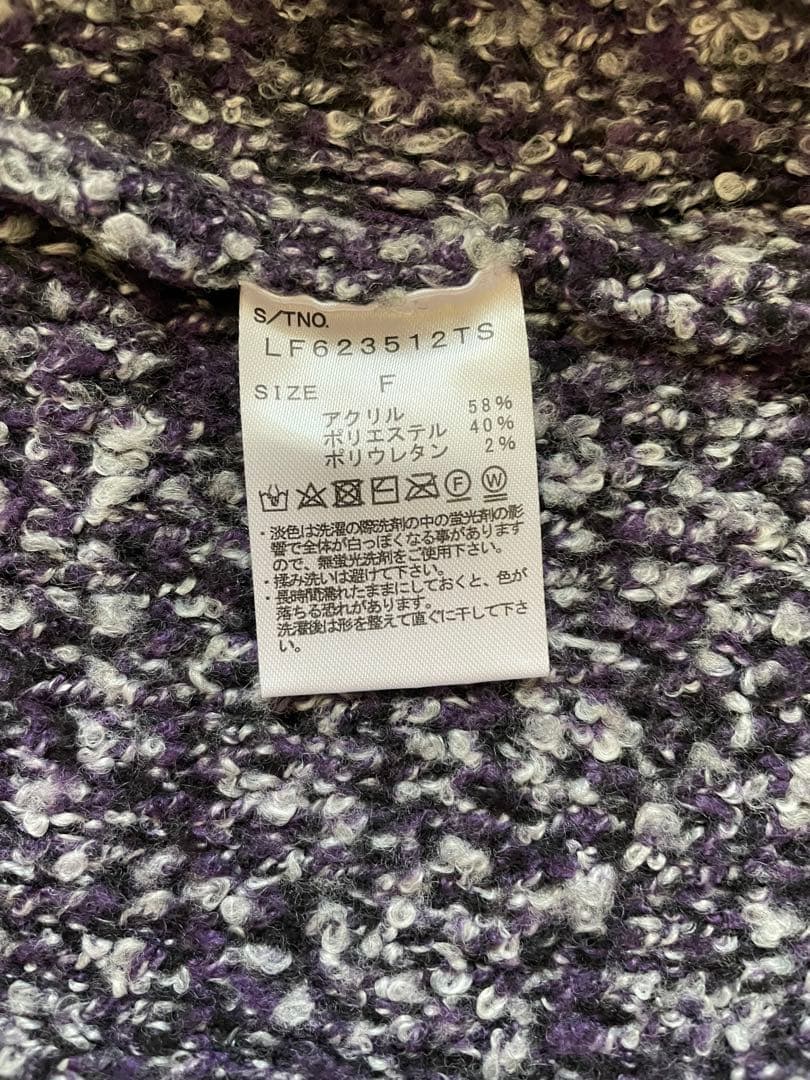 S/TNO.
LF623512TS
SIZE F
アクリル 58%
ポリエステル 40%
ポリウレタン 2%
F W
・淡色は洗濯の際洗剤の中の蛍光剤の影
響で全体が白っぽくなる事があります
ので、無蛍光洗剤をご使用下さい。
・揉み洗いは避けて下さい。
・長時間濡れたままにしておくと、色が
落ちる恐れがあります。
洗濯後は形を整えて直ぐに干して下さ
い。